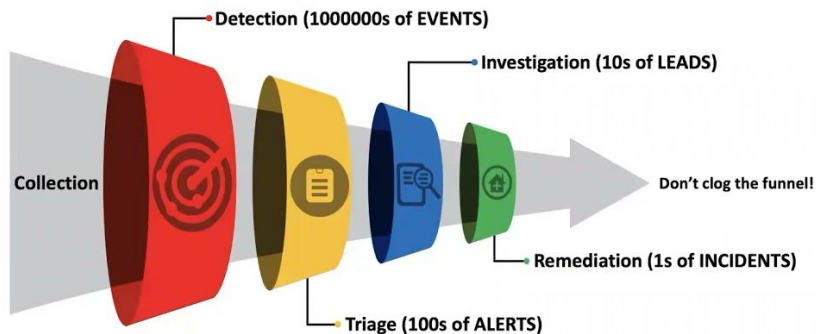 Detection (1000000s of EVENTS)
Investigation (10s of LEADS)
Collection
Don't clog the funnel!
Remediation (1s of INCIDENTS)
Triage (100s of ALERTS)